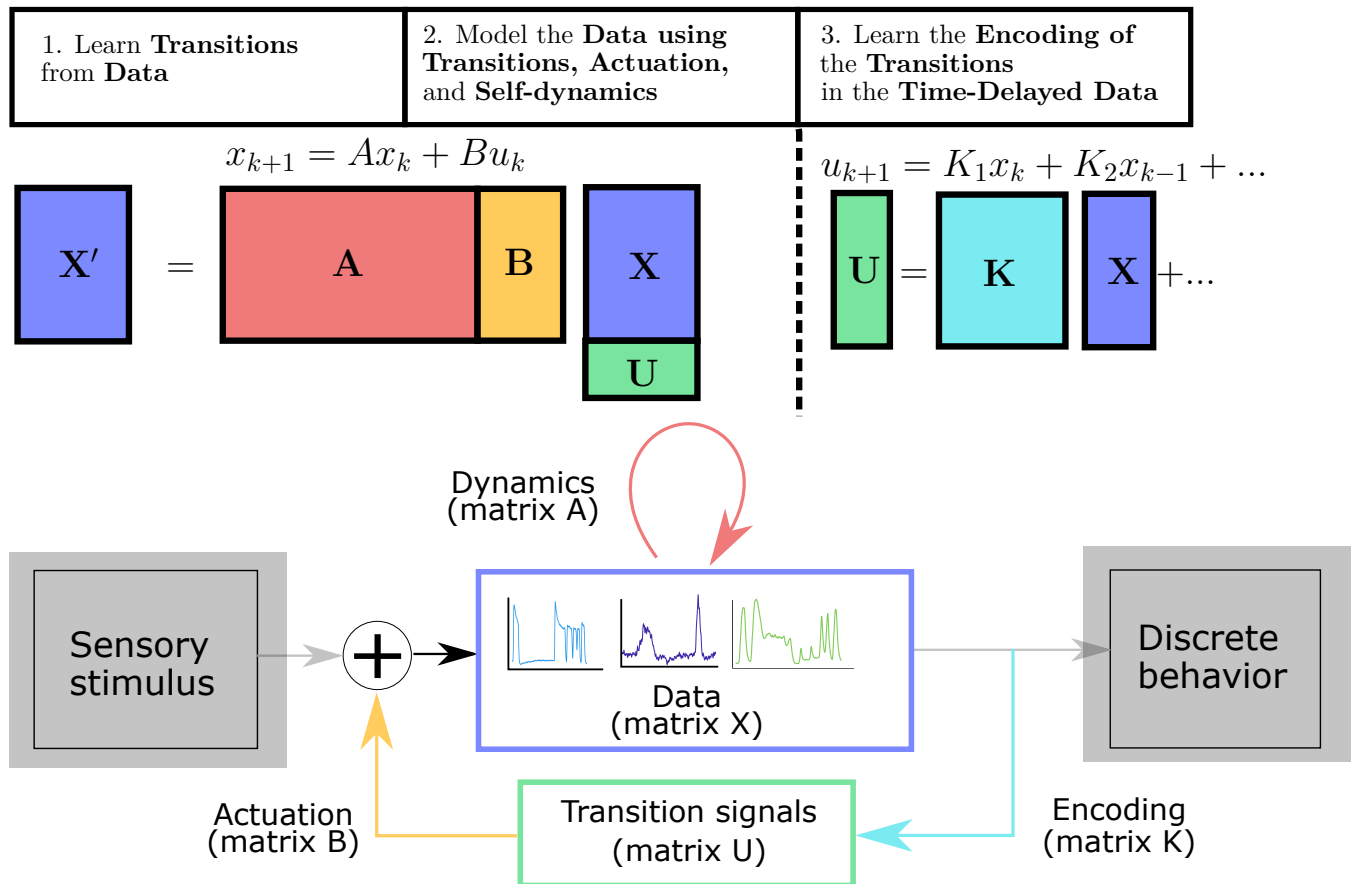 1. Learn Transitions
from Data
2. Model the Data using
Transitions, Actuation,
and Self-dynamics
3. Learn the Encoding of
the Transitions
in the Time-Delayed Data
x_{k+1} = Ax_k + Bu_k
u_{k+1} = K_1x_k + K_2x_{k-1} + ...
X′ = A B X
U
U = K X +...
Dynamics
(matrix A)
Sensory
stimulus
+
Data
(matrix X)
Discrete
behavior
Actuation
(matrix B)
Transition signals
(matrix U)
Encoding
(matrix K)